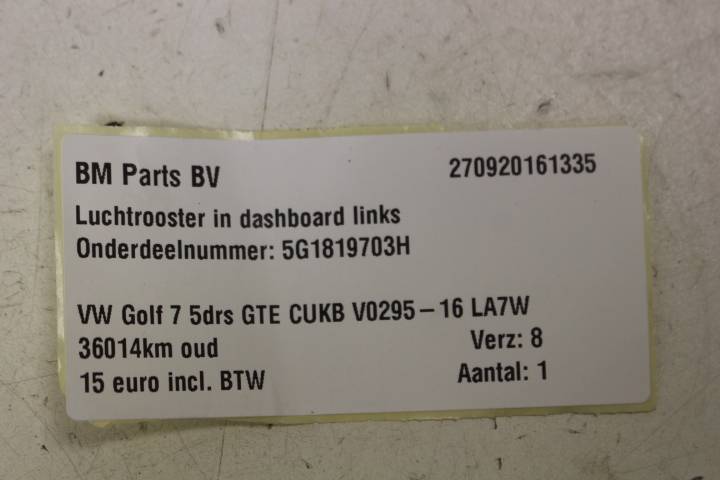 BM Parts BV 270920161335
Luchtrooster in dashboard links
Onderdeelnummer: 5G1819703H
VW Golf 7 5drs GTE CUKB V0295-16 LA7W
36014km oud Verz: 8
15 euro incl. BTW Aantal: 1